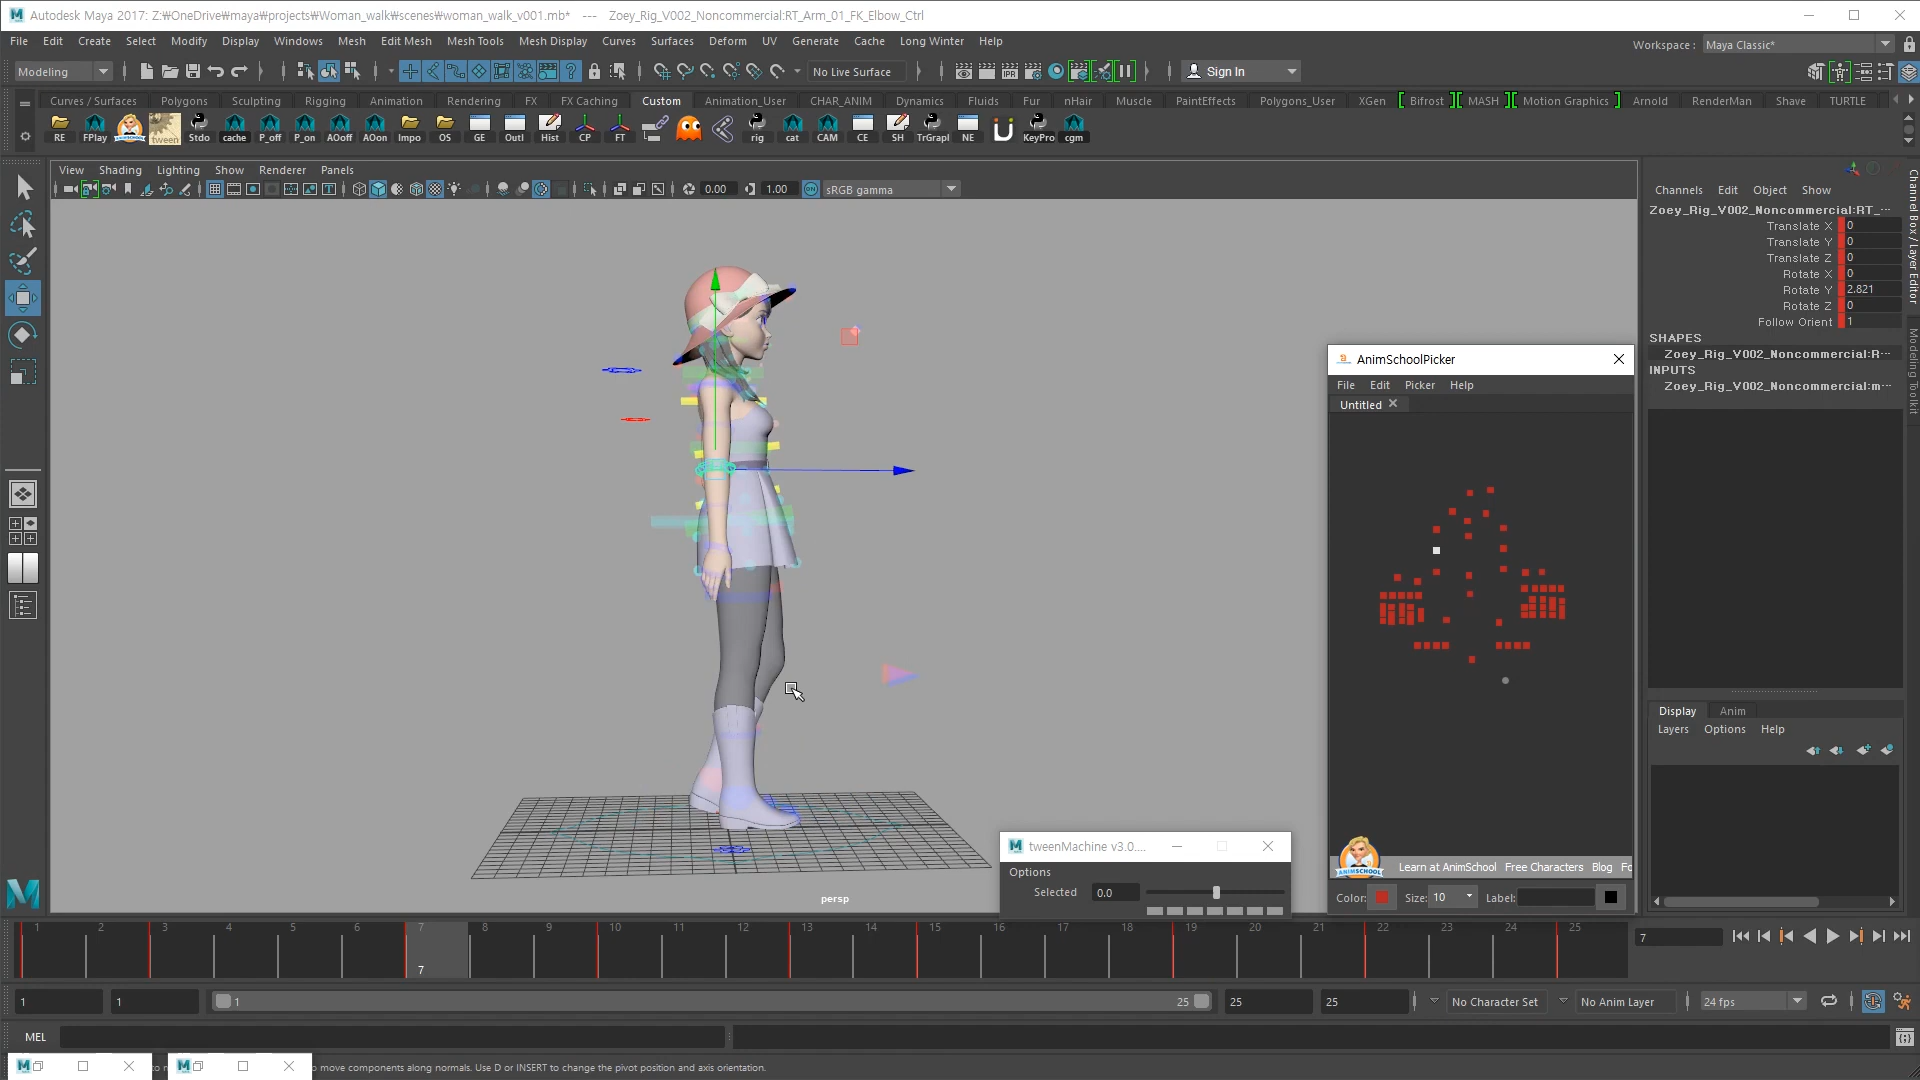 Autodesk Maya 2017: Z:₩OneDrive₩maya₩projects₩Woman_walk₩scenes₩woman_walk_v001.mb* --- Zoey_Rig_V002_Noncommercial:RT_Arm_01_FK_Elbow_Ctrl
File Edit Create Select Modify Display Windows Mesh Edit Mesh Mesh Tools Mesh Display Curves Surfaces Deform UV Generate Cache Long Winter Help
Workspace : Maya Classic*
Modeling No Live Surface Sign In
Curves / Surfaces Polygons Sculpting Rigging Animation Rendering FX FX Caching Custom Animation_User CHAR_ANIM Dynamics Fluids Fur nHair Muscle PaintEffects Polygons_User XGen Bifrost MASH Motion Graphics Arnold RenderMan Shave TURTLE
RE FPlay tween Stdo cache P_off P_on AOoff AOon Impo OS GE Outl Hist CP FT rig cat CAM CE SH TrGrapl NE KeyPro cgm
View Shading Lighting Show Renderer Panels
0.00 1.00 ON sRGB gamma
persp
Channels Edit Object Show
Zoey_Rig_V002_Noncommercial:RT_···
Translate X 0
Translate Y 0
Translate Z 0
Rotate X 0
Rotate Y 2.821
Rotate Z 0
Follow Orient 1
SHAPES
Zoey_Rig_V002_Noncommercial:R···
INPUTS
Zoey_Rig_V002_Noncommercial:m···
Channel Box / Layer Editor
Modeling Toolkit
AnimSchoolPicker
File Edit Picker Help
Untitled
ANIMSCHOOL
Learn at AnimSchool Free Characters Blog Fo
Color: Size: 10 Label:
tweenMachine v3.0....
Options
Selected 0.0
Display Anim
Layers Options Help
1 2 3 4 5 6 7 8 9 10 11 12 13 14 15 16 17 18 19 20 21 22 23 24 25
7
7
1 1 1 25 25 25 No Character Set No Anim Layer 24 fps
MEL
move components along normals. Use D or INSERT to change the pivot position and axis orientation.